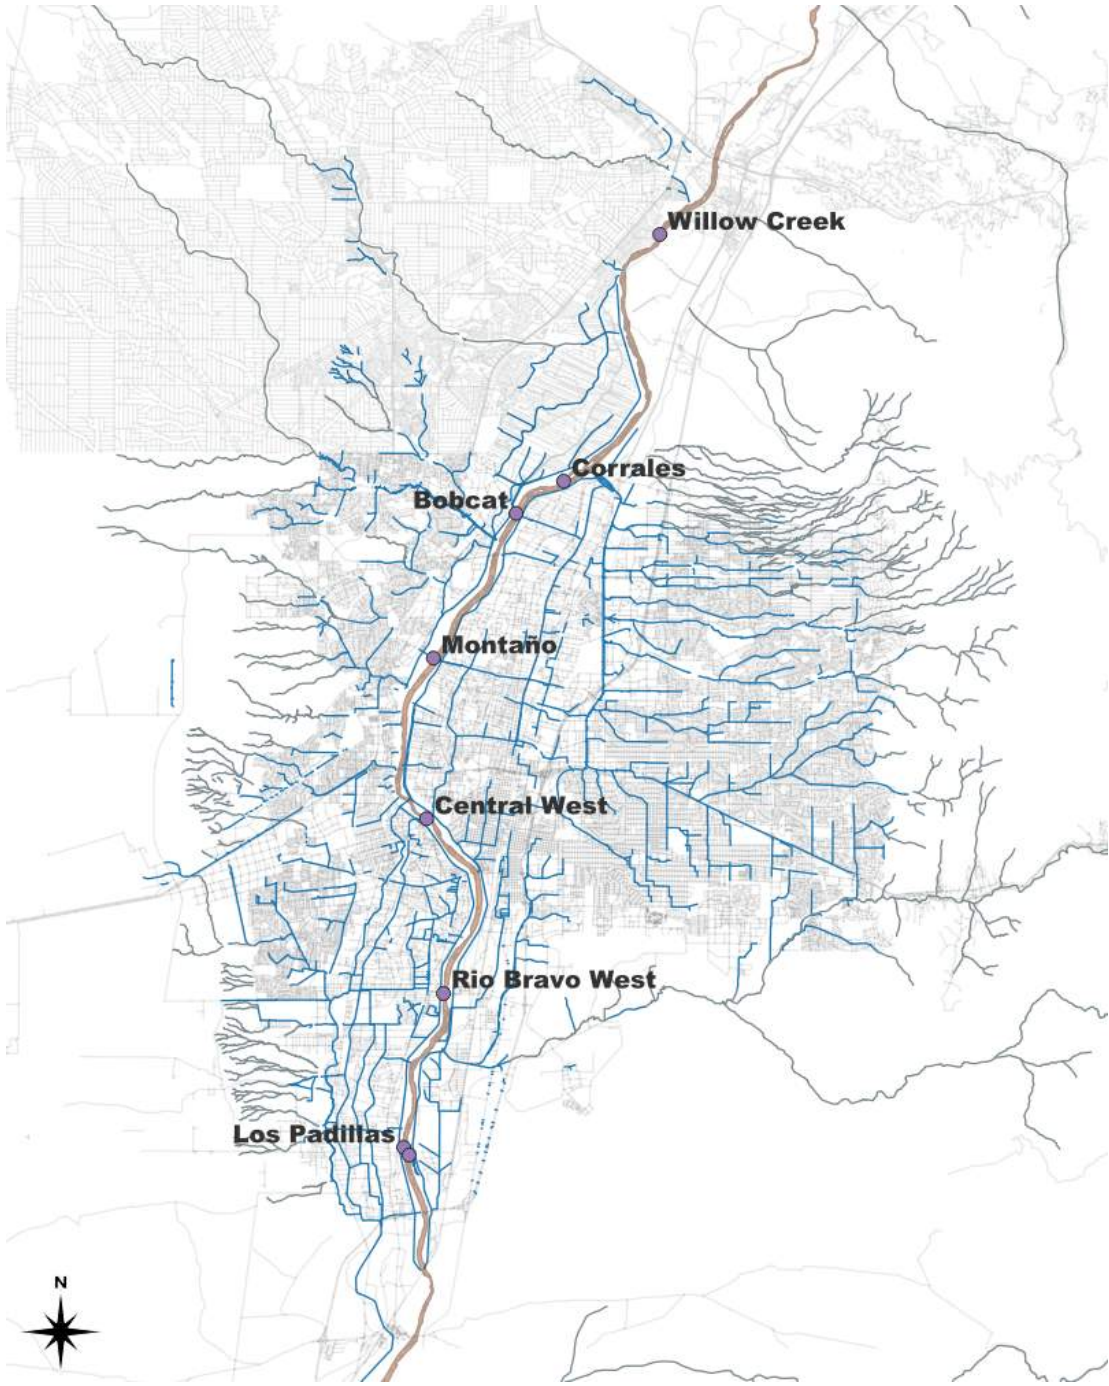 Willow Creek
Corrales
Bobcat
Montaño
Central West
Rio Bravo West
Los Padillas
N